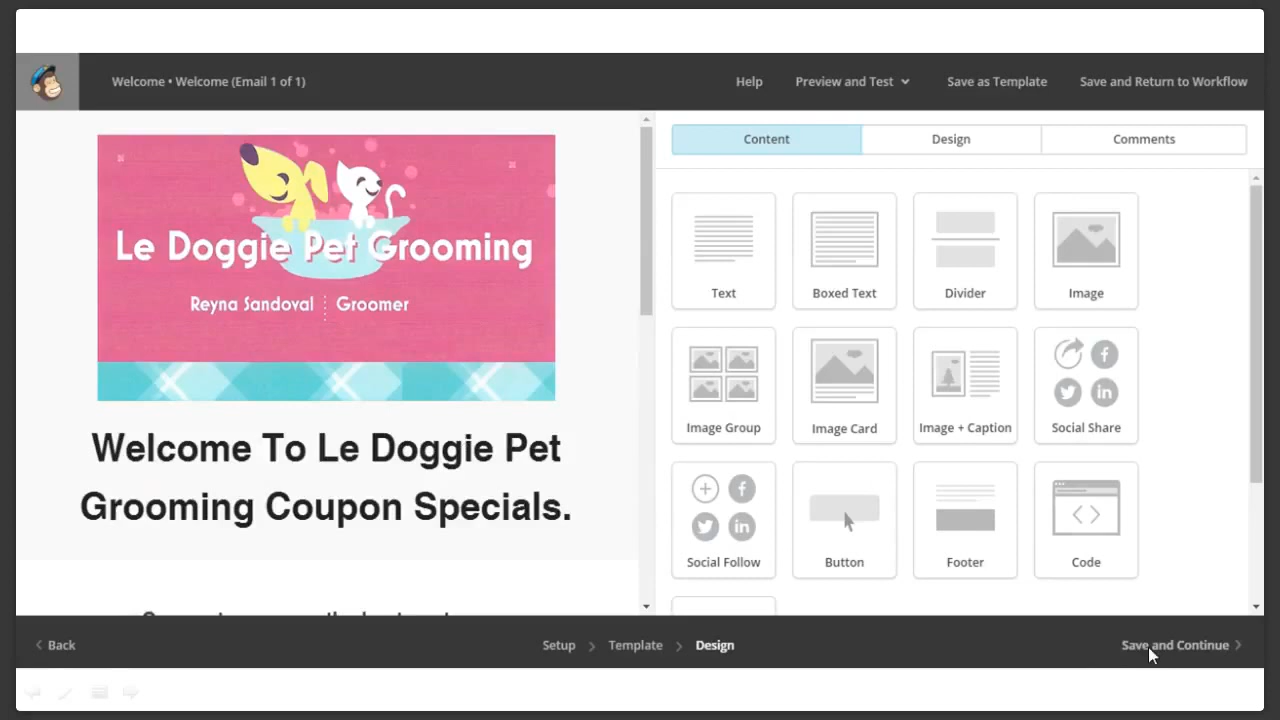 Welcome • Welcome (Email 1 of 1)
Help
Preview and Test
Save as Template
Save and Return to Workflow
Le Doggie Pet Grooming
Reyna Sandoval Groomer
Welcome To Le Doggie Pet
Grooming Coupon Specials.
Content
Design
Comments
Text
Boxed Text
Divider
Image
Image Group
Image Card
Image + Caption
Social Share
Social Follow
Button
Footer
Code
Back
Setup
Template
Design
Save and Continue